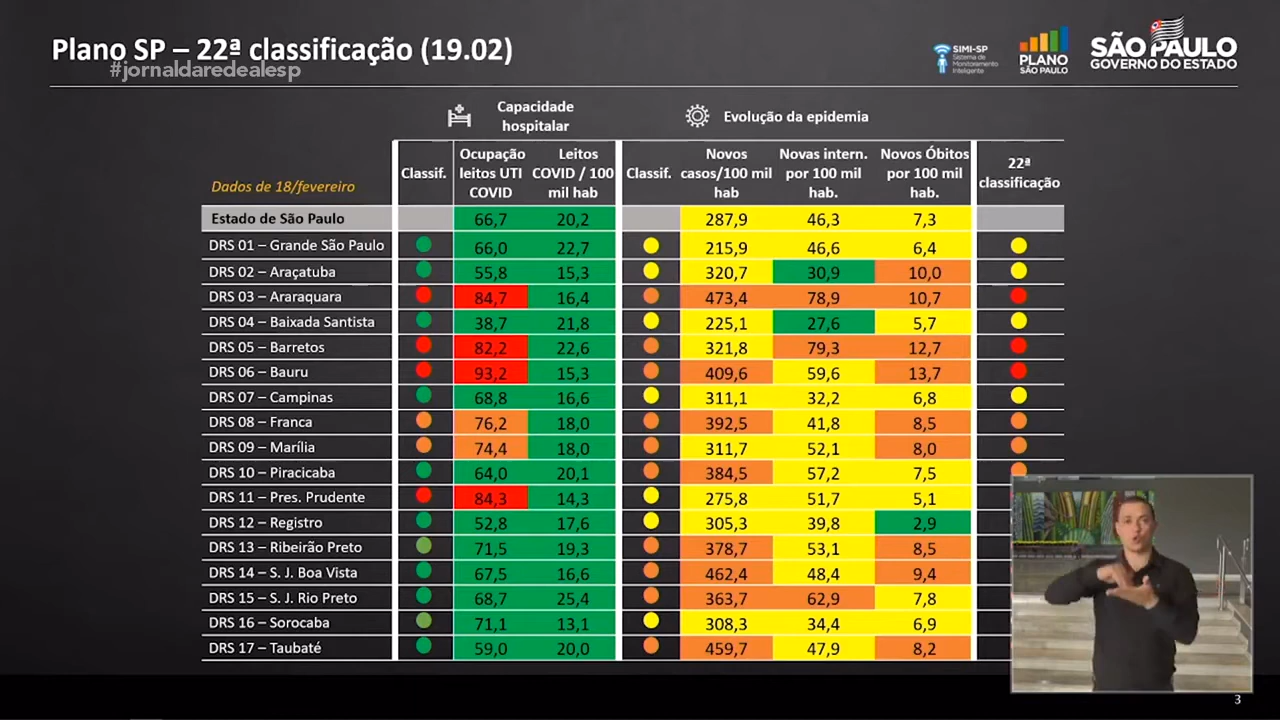 Plano SP – 22ª classificação (19.02)
#jornaldaredealesp
SIMI-SP
Sistema de
Monitoramento
Inteligente
PLANO
SÃO PAULO
SÃO PAULO
GOVERNO DO ESTADO
Capacidade
hospitalar
Evolução da epidemia
Dados de 18/fevereiro
Classif.
Ocupação
leitos UTI
COVID
Leitos
COVID / 100
mil hab
Classif.
Novos
casos/100 mil
hab
Novas intern.
por 100 mil
hab.
Novos Óbitos
por 100 mil
hab.
22ª
classificação
Estado de São Paulo 66,7 20,2 287,9 46,3 7,3
DRS 01 – Grande São Paulo 66,0 22,7 215,9 46,6 6,4
DRS 02 – Araçatuba 55,8 15,3 320,7 30,9 10,0
DRS 03 – Araraquara 84,7 16,4 473,4 78,9 10,7
DRS 04 – Baixada Santista 38,7 21,8 225,1 27,6 5,7
DRS 05 – Barretos 82,2 22,6 321,8 79,3 12,7
DRS 06 – Bauru 93,2 15,3 409,6 59,6 13,7
DRS 07 – Campinas 68,8 16,6 311,1 32,2 6,8
DRS 08 – Franca 76,2 18,0 392,5 41,8 8,5
DRS 09 – Marília 74,4 18,0 311,7 52,1 8,0
DRS 10 – Piracicaba 64,0 20,1 384,5 57,2 7,5
DRS 11 – Pres. Prudente 84,3 14,3 275,8 51,7 5,1
DRS 12 – Registro 52,8 17,6 305,3 39,8 2,9
DRS 13 – Ribeirão Preto 71,5 19,3 378,7 53,1 8,5
DRS 14 – S. J. Boa Vista 67,5 16,6 462,4 48,4 9,4
DRS 15 – S. J. Rio Preto 68,7 25,4 363,7 62,9 7,8
DRS 16 – Sorocaba 71,1 13,1 308,3 34,4 6,9
DRS 17 – Taubaté 59,0 20,0 459,7 47,9 8,2
3